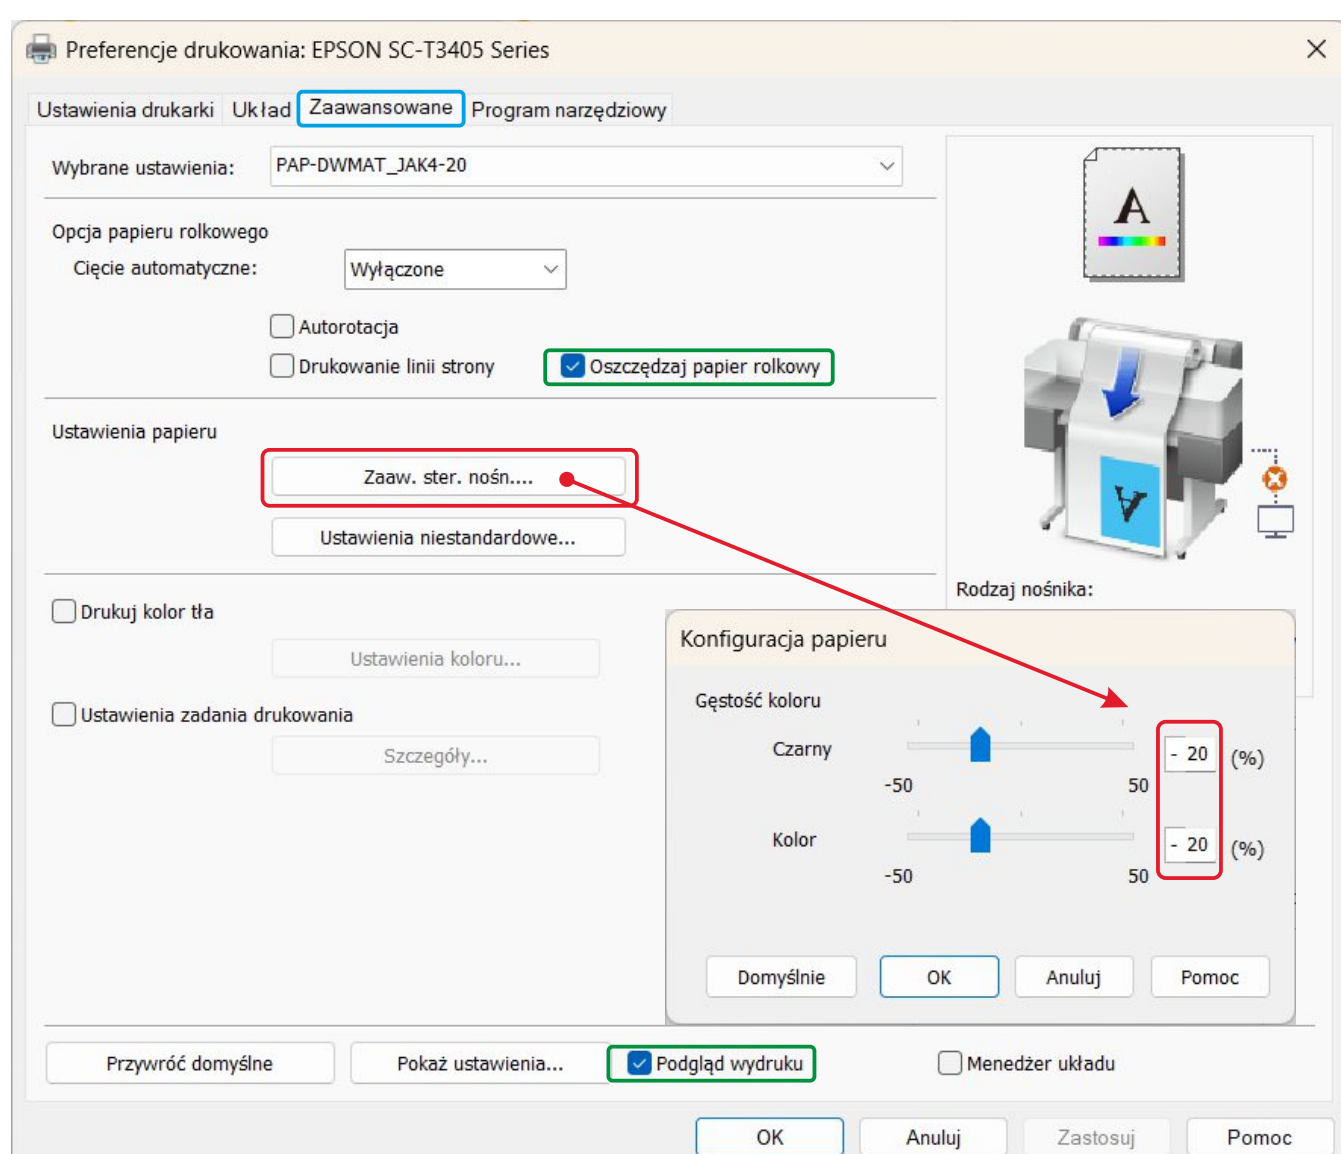 Preferencje drukowania: EPSON SC-T3405 Series
Ustawienia drukarki Układ Zaawansowane Program narzędziowy
Wybrane ustawienia: PAP-DWMAT_JAK4-20
Opcja papieru rolkowego
Cięcie automatyczne: Wyłączone
Autorotacja
Drukowanie linii strony Oszczędzaj papier rolkowy
Ustawienia papieru
Zaaw. ster. nośn....
Ustawienia niestandardowe...
A
A
Rodzaj nośnika:
Drukuj kolor tła
Ustawienia koloru...
Ustawienia zadania drukowania
Szczegóły...
Konfiguracja papieru
Gęstość koloru
Czarny - 20 (%)
-50 50
Kolor - 20 (%)
-50 50
Domyślnie OK Anuluj Pomoc
Przywróć domyślne Pokaż ustawienia... Podgląd wydruku Menedżer układu
OK Anuluj Zastosuj Pomoc